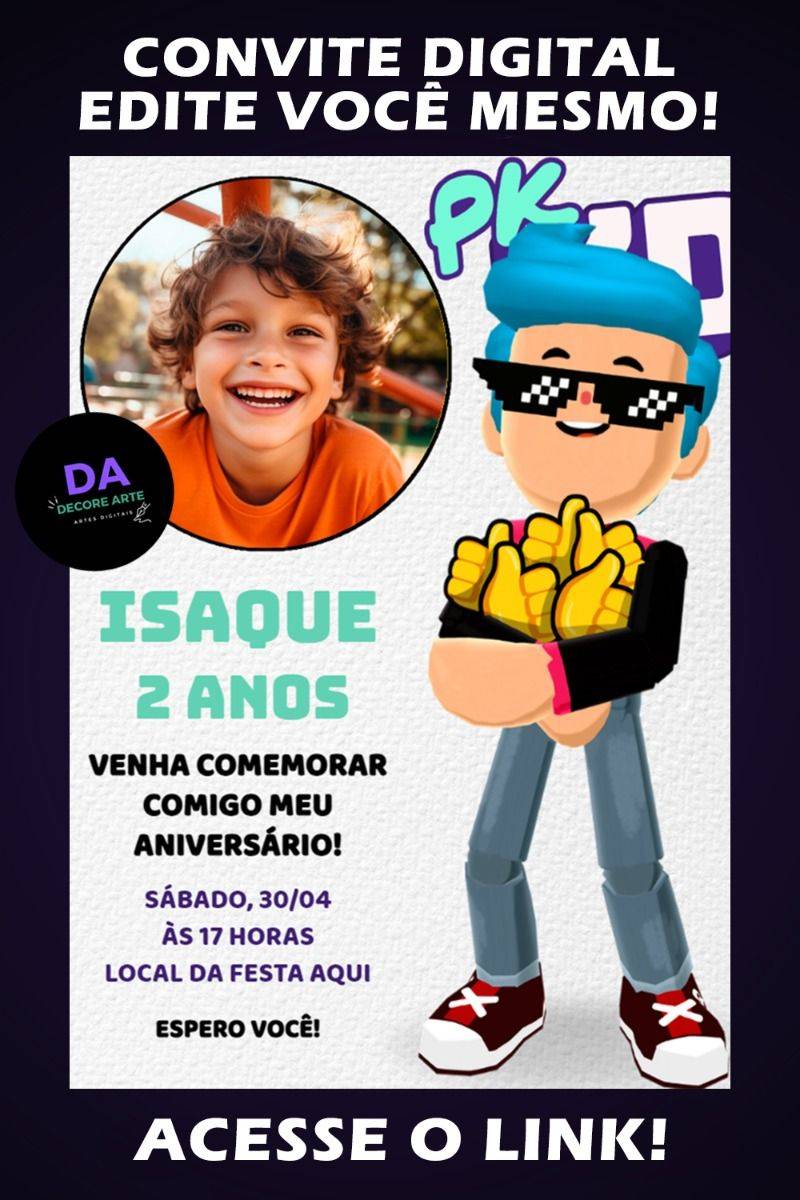 CONVITE DIGITAL
EDITE VOCÊ MESMO!
PK
DA
DECORE ARTE
ARTES DIGITAIS
ISAQUE
2 ANOS
VENHA COMEMORAR
COMIGO MEU
ANIVERSÁRIO!
SÁBADO, 30/04
ÀS 17 HORAS
LOCAL DA FESTA AQUI
ESPERO VOCÊ!
ACESSE O LINK!